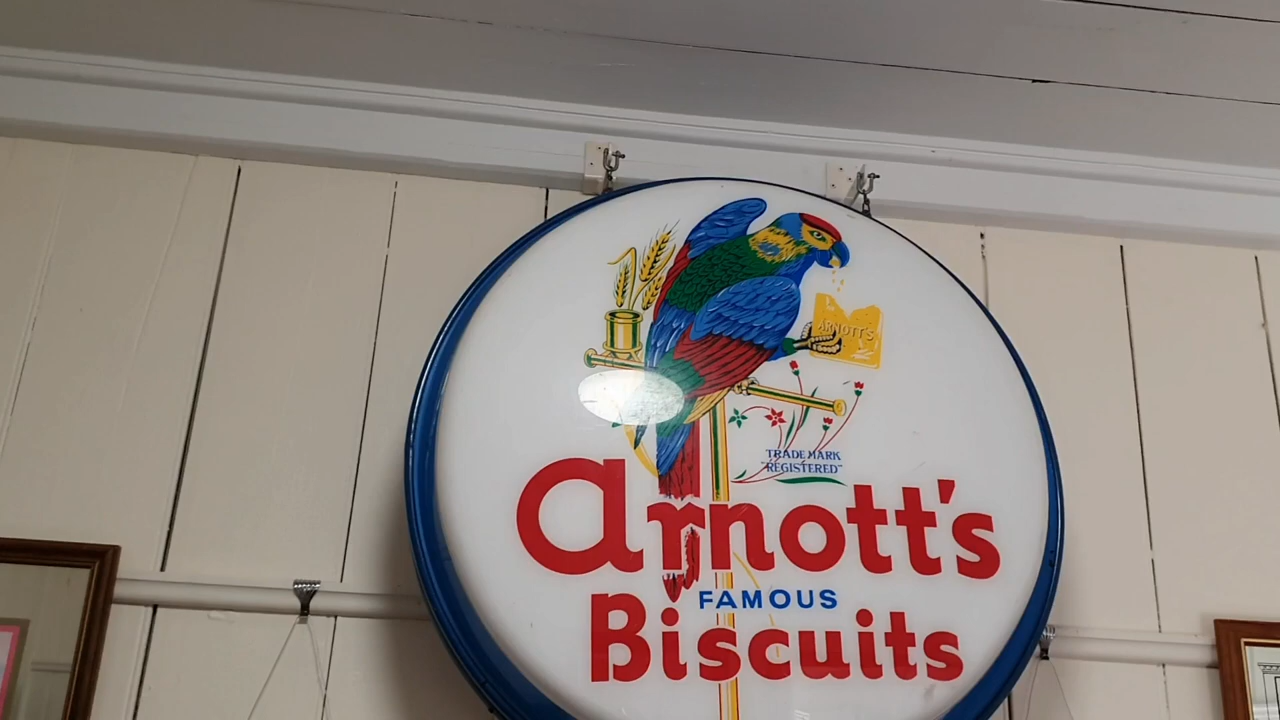 ARNOTT'S
TRADE MARK
"REGISTERED"
arnott's
FAMOUS
Biscuits